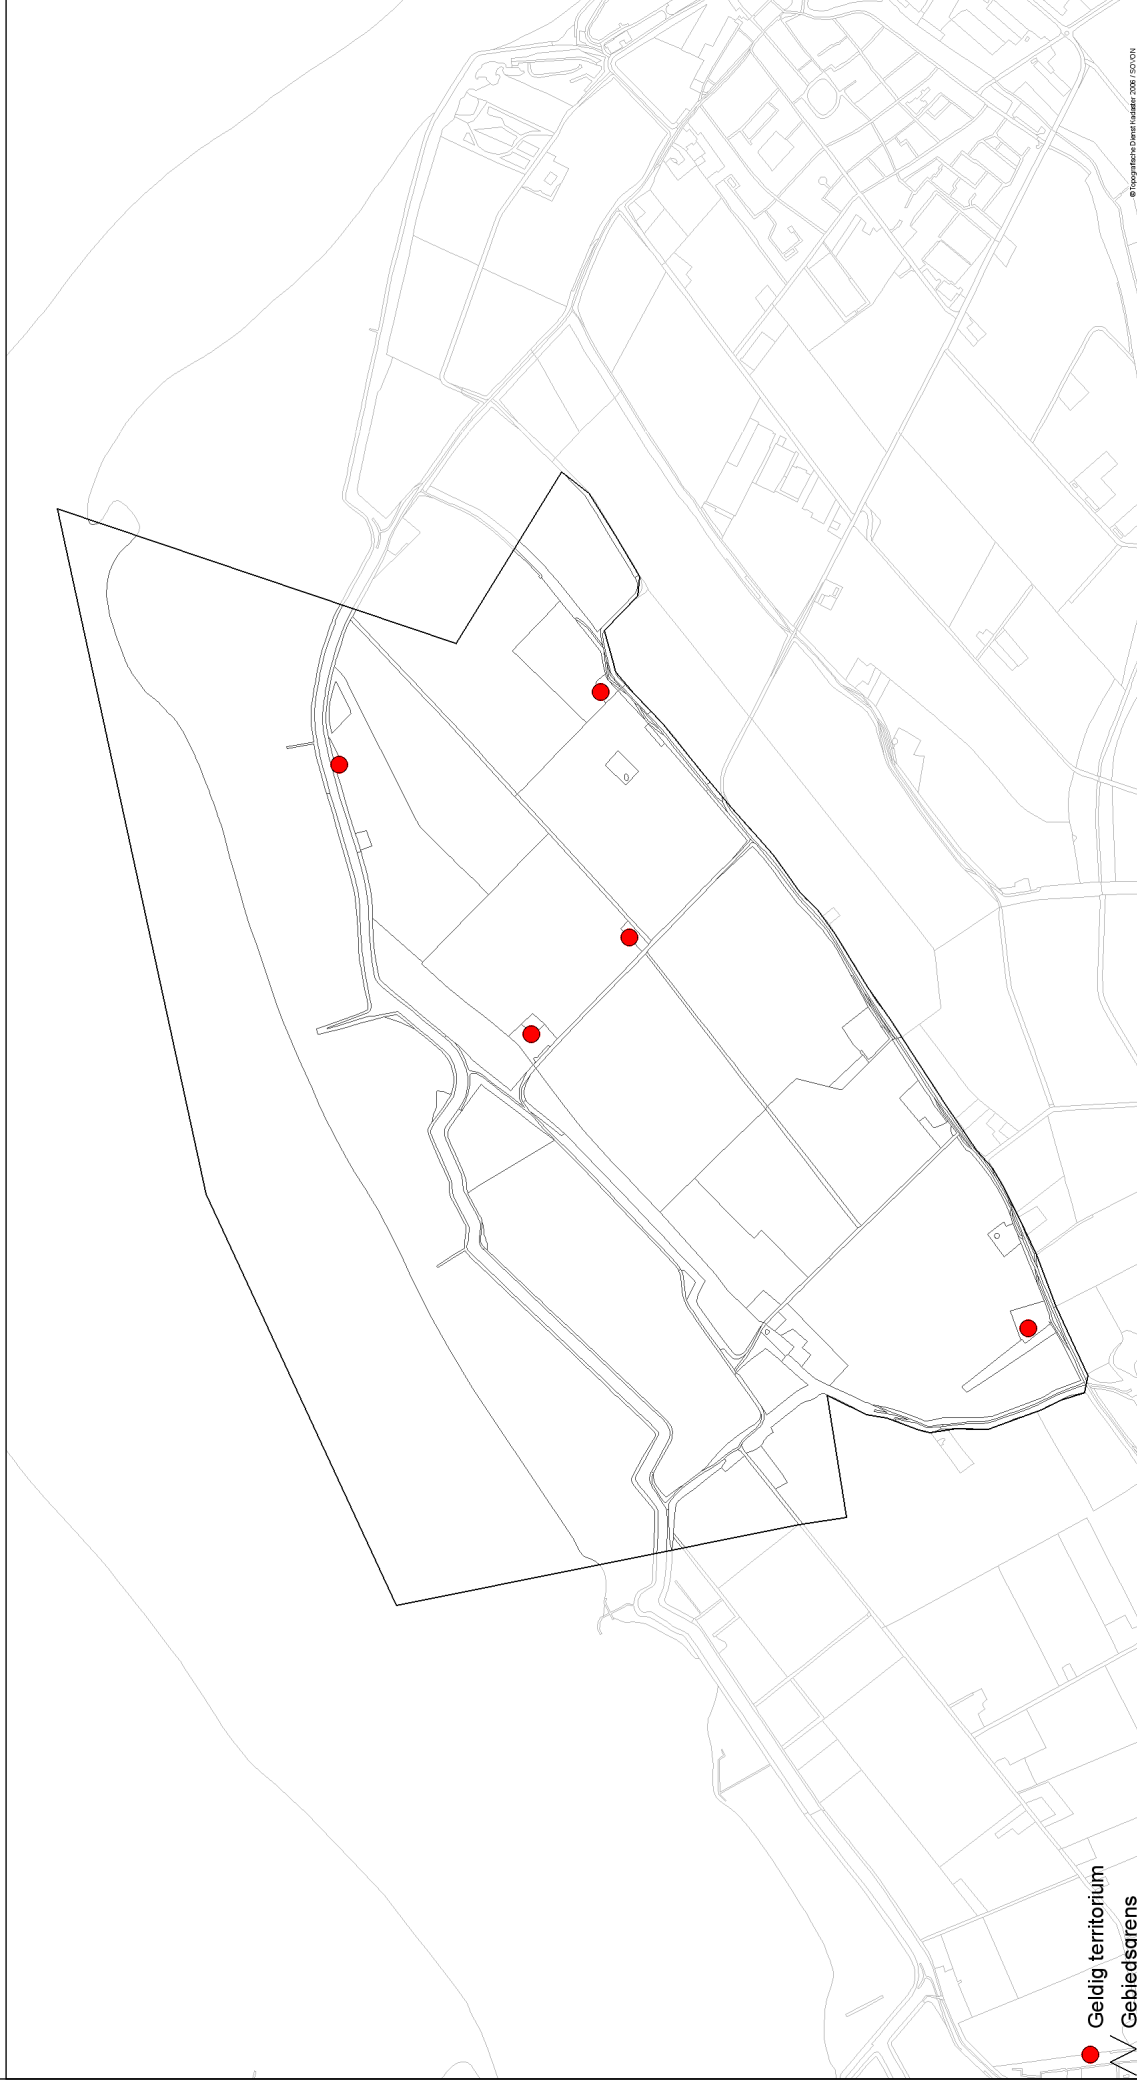 Geldig territorium
Gebiedsgrens
© Topografische Dienst Kadaster 2006 / SOVON